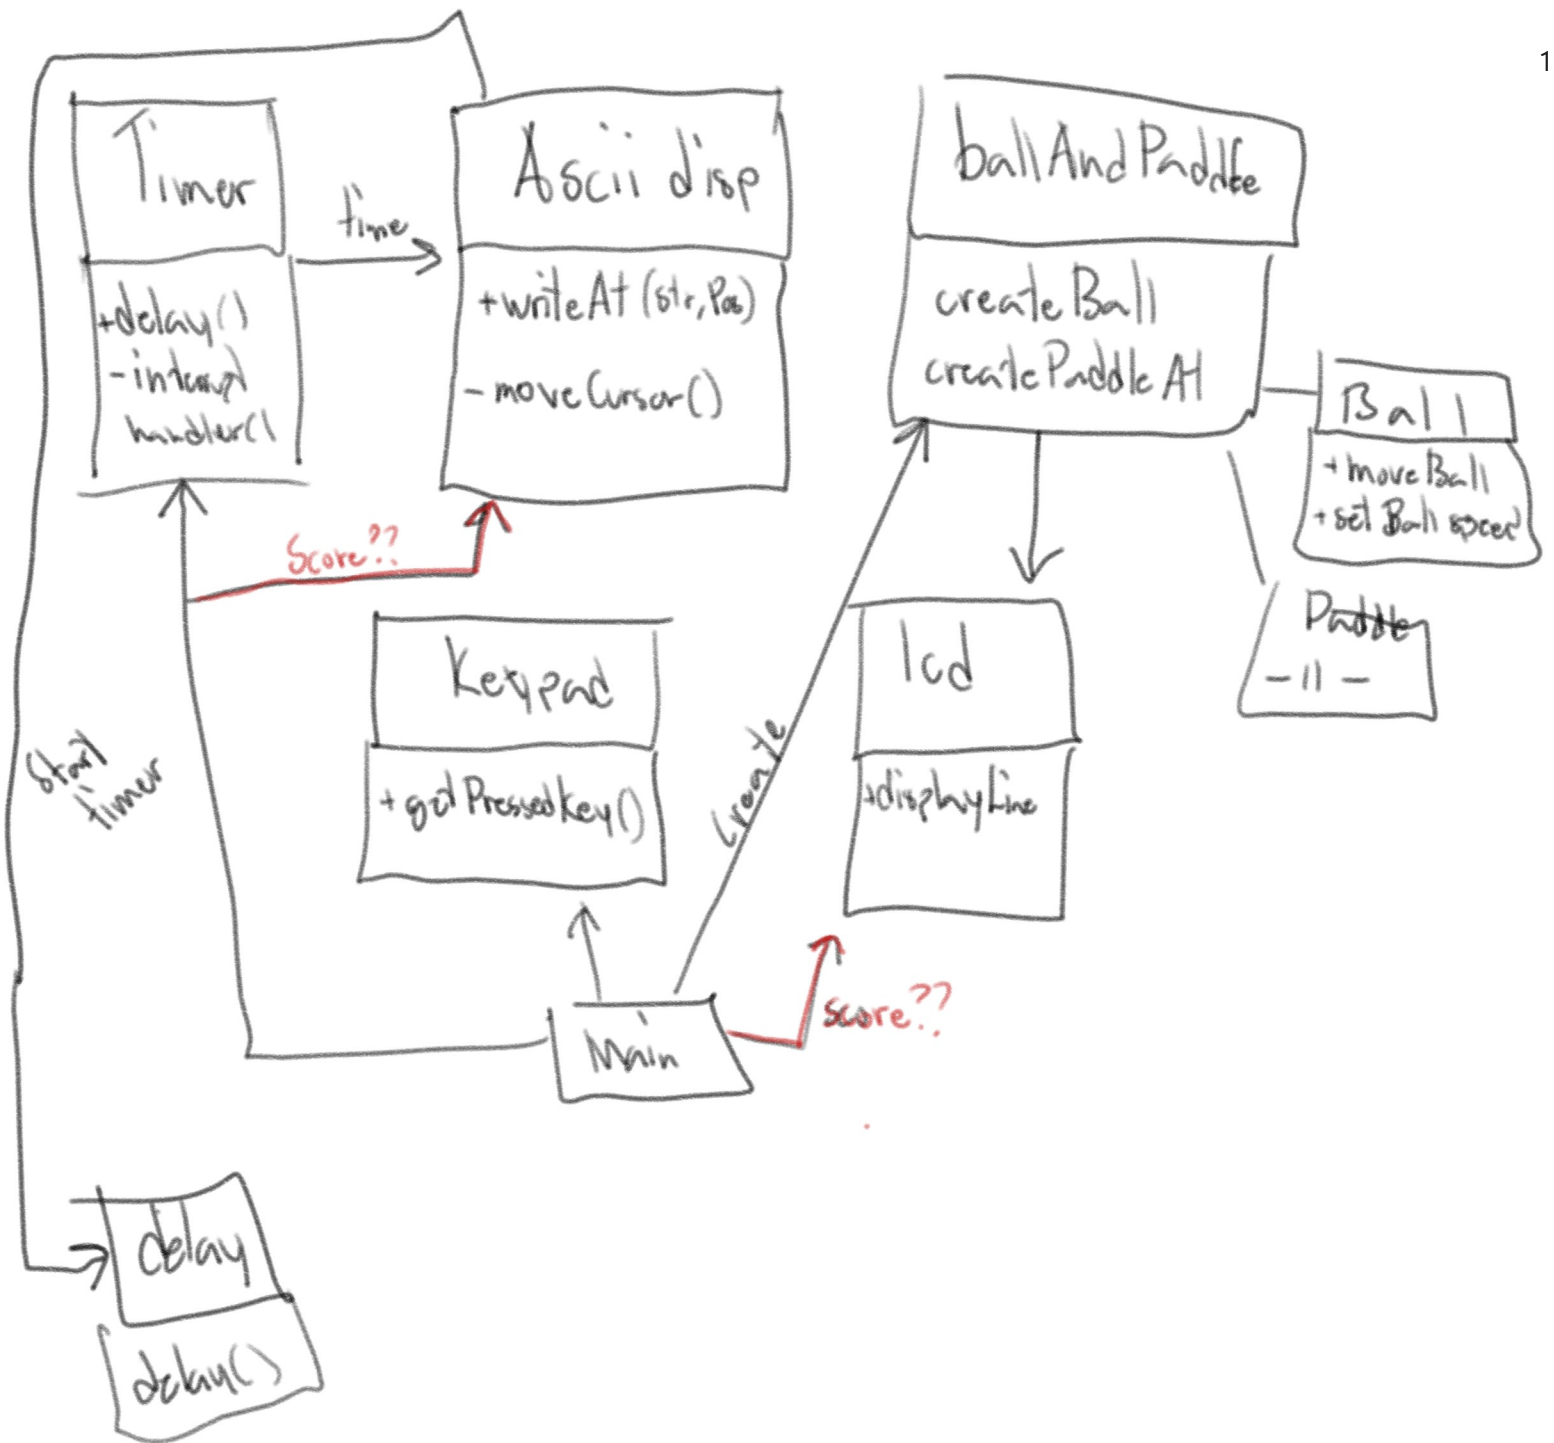 1
Timer
+delay()
-interrupt
handler()
time
Ascii disp
+writeAt (str, Pos)
- moveCursor()
ballAndPaddle
createBall
createPaddleAt
Ball
+moveBall
+set Ball speed
Paddle
- 11 -
Score??
Keypad
+ getPressedKey()
lcd
+displayLine
Start
timer
Create
Main
score??
delay
delay()